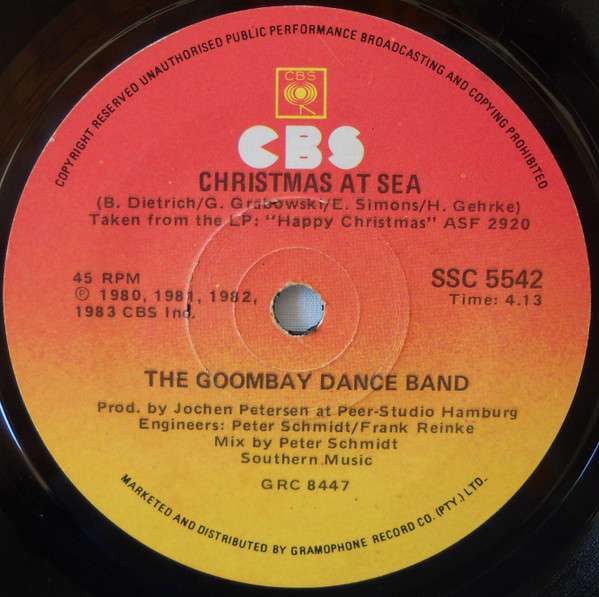 COPYRIGHT RESERVED UNAUTHORISED PUBLIC PERFORMANCE BROADCASTING AND COPYING PROHIBITED
CBS
CBS
CHRISTMAS AT SEA
(B. Dietrich/G. Grabowski/E. Simons/H. Gehrke)
Taken from the LP: "Happy Christmas" ASF 2920
45 RPM
SSC 5542
℗ 1980, 1981, 1982,
Time: 4.13
1983 CBS Inc.
THE GOOMBAY DANCE BAND
Prod. by Jochen Petersen at Peer-Studio Hamburg
Engineers: Peter Schmidt/Frank Reinke
Mix by Peter Schmidt
Southern Music
GRC 8447
MARKETED AND DISTRIBUTED BY GRAMOPHONE RECORD CO. (PTY.) LTD.